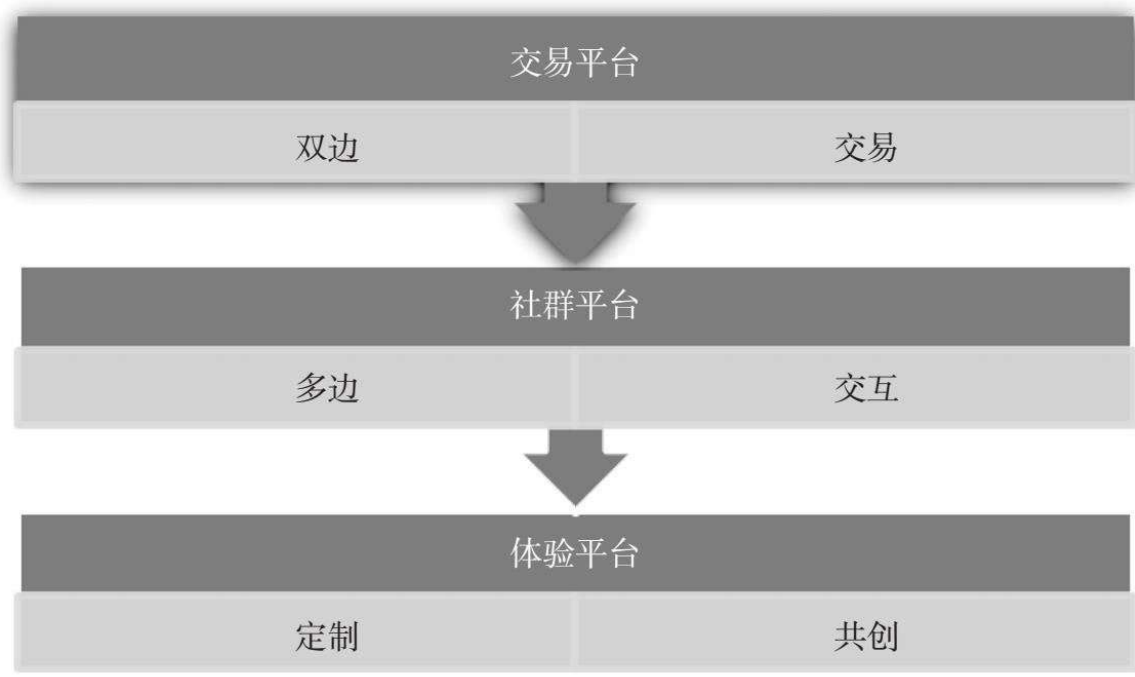 交易平台
双边 交易
社群平台
多边 交互
体验平台
定制 共创